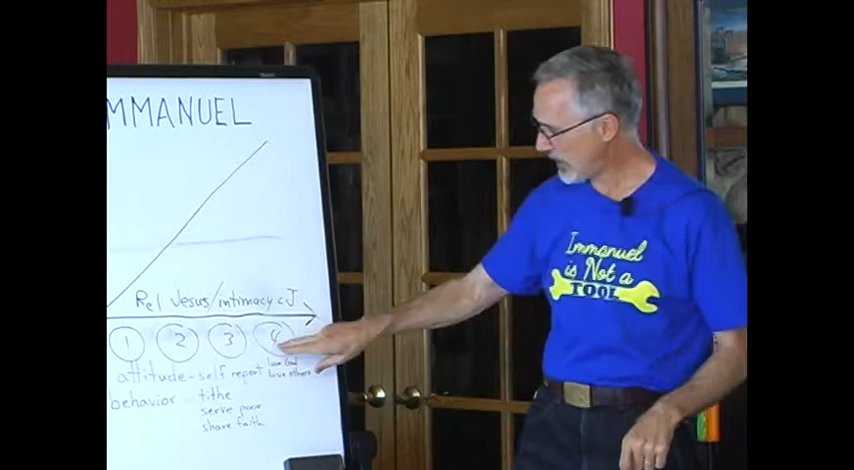 MMANUEL
Rel Jesus/intimacy c̄ J
1 2 3 4
attitude - self report love God
love others
behavior - tithe
serve poor
share faith
Immanuel
is Not a
TOOL